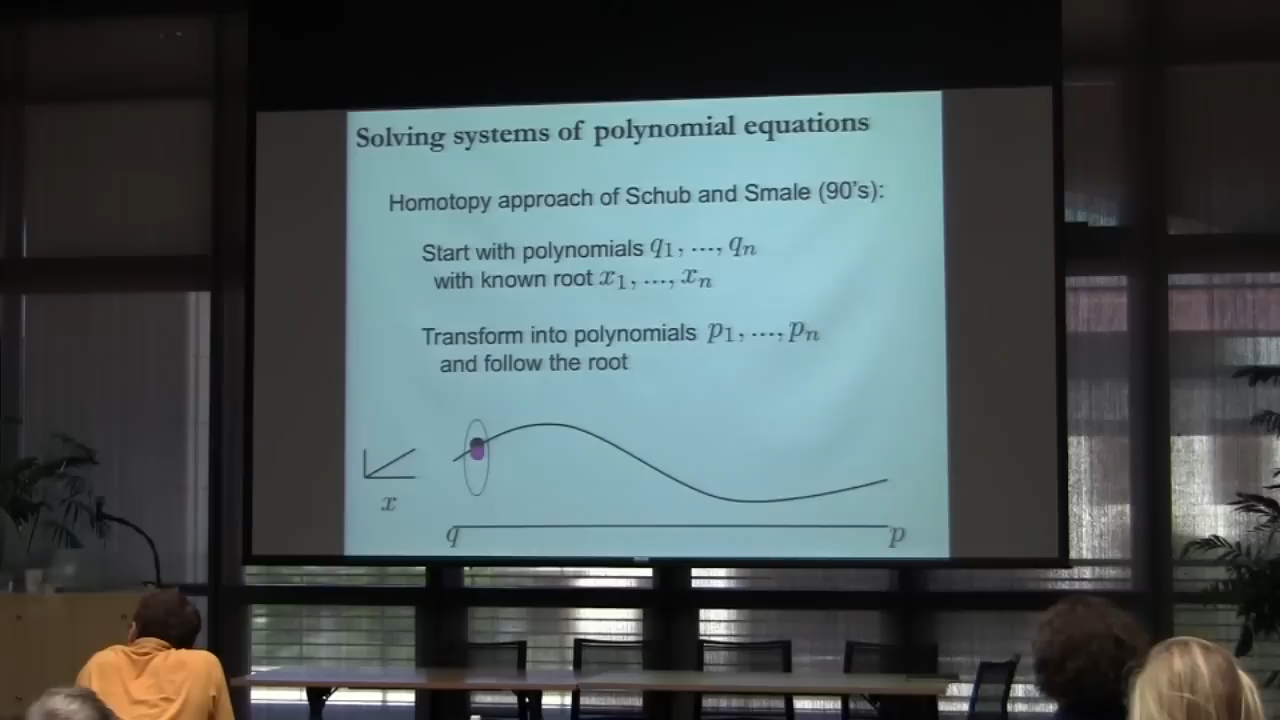 Solving systems of polynomial equations
Homotopy approach of Schub and Smale (90's):
Start with polynomials q₁, ..., qₙ
with known root x₁, ..., xₙ
Transform into polynomials p₁, ..., pₙ
and follow the root
x
q
p